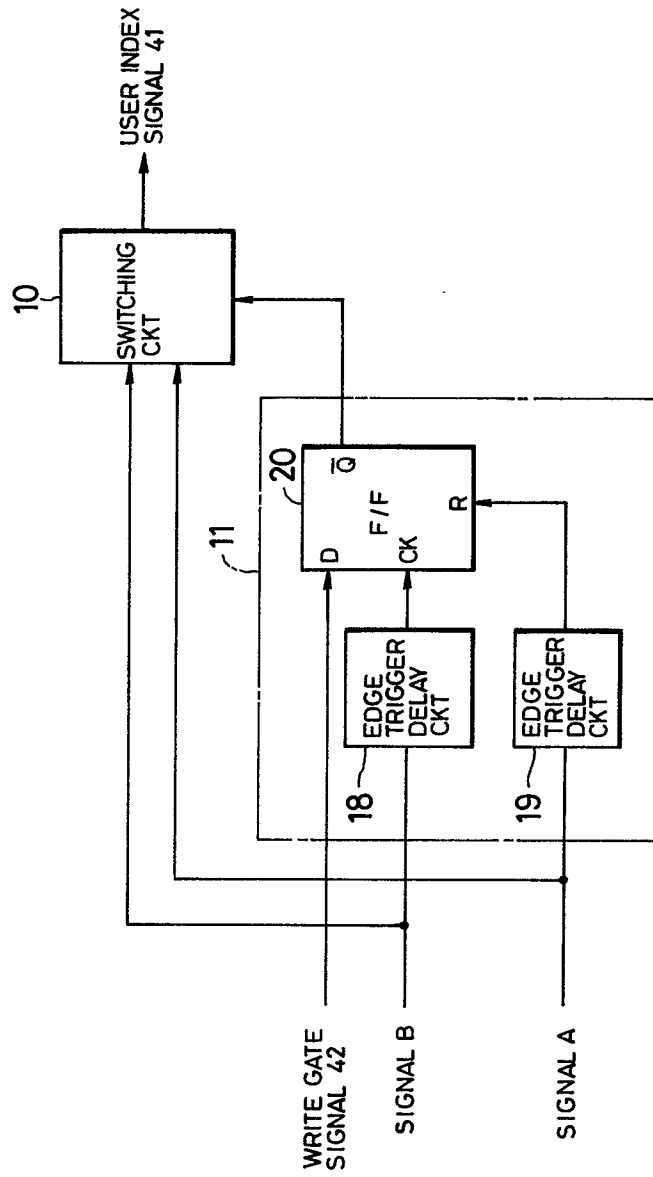 WRITE GATE
SIGNAL 42
SIGNAL B
SIGNAL A
11
18
EDGE
TRIGGER
DELAY
CKT
19
EDGE
TRIGGER
DELAY
CKT
20
D
Q̅
F/F
CK
R
10
SWITCHING
CKT
USER INDEX
SIGNAL 41